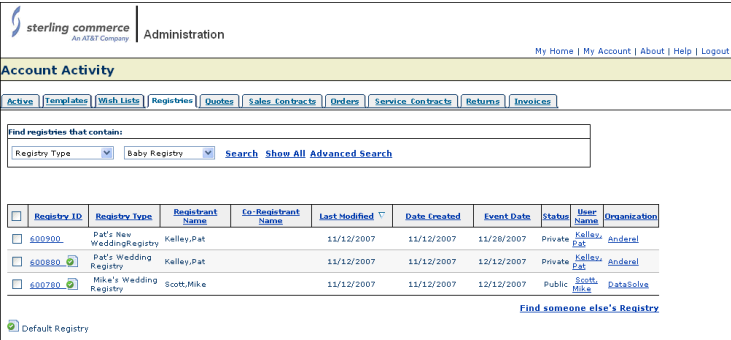 sterling commerce
An AT&T Company
Administration
My Home | My Account | About | Help | Logout
Account Activity
Active Templates Wish Lists Registries Quotes Sales Contracts Orders Service Contracts Returns Invoices
Find registries that contain:
Registry Type Baby Registry Search Show All Advanced Search
Registry ID Registry Type Registrant Name Co-Registrant Name Last Modified Date Created Event Date Status User Name Organization
600900 Pat's New WeddingRegistry Kelley,Pat 11/12/2007 11/12/2007 11/28/2007 Private Kelley, Pat Anderel
600880 Pat's Wedding Registry Kelley,Pat 11/12/2007 11/12/2007 12/12/2007 Private Kelley, Pat Anderel
600780 Mike's Wedding Registry Scott,Mike 11/12/2007 11/12/2007 12/12/2007 Public Scott, Mike DataSolve
Find someone else's Registry
Default Registry